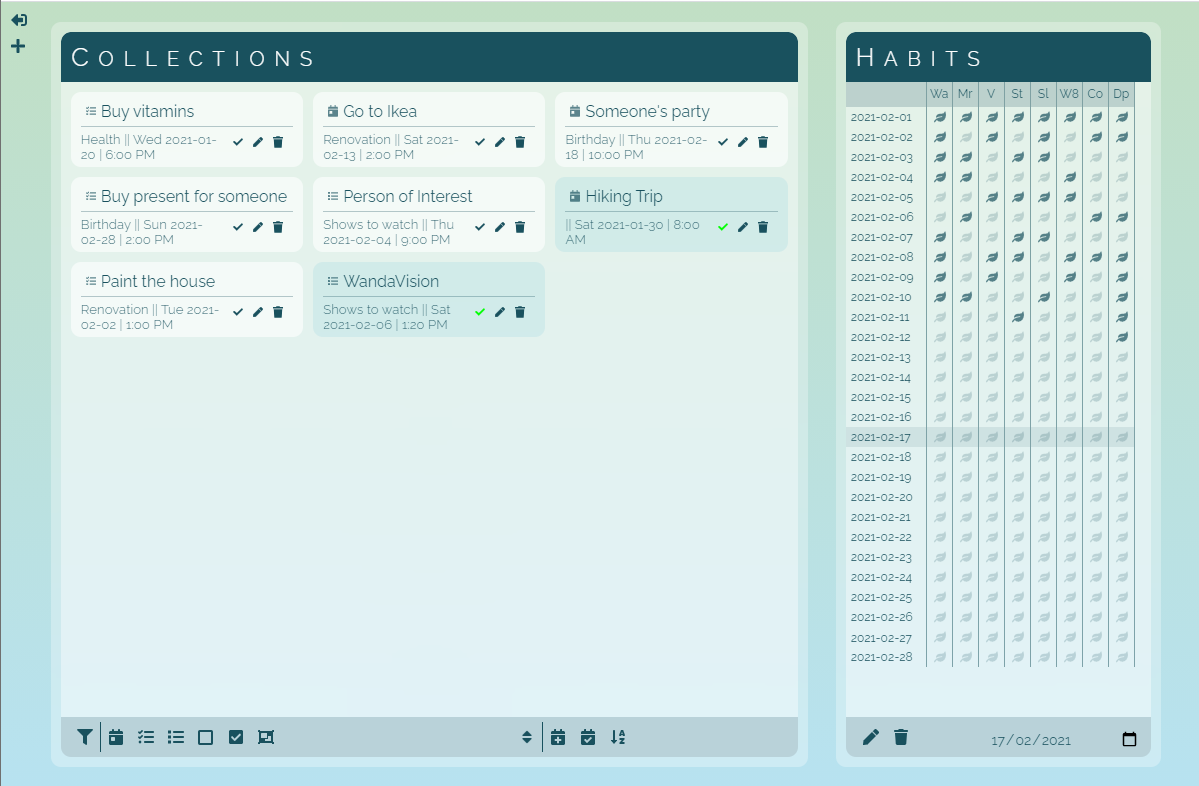 COLLECTIONS
Buy vitamins
Health || Wed 2021-01-
20 | 6:00 PM
Go to Ikea
Renovation || Sat 2021-
02-13 | 2:00 PM
Someone's party
Birthday || Thu 2021-02-
18 | 10:00 PM
Buy present for someone
Birthday || Sun 2021-
02-28 | 2:00 PM
Person of Interest
Shows to watch || Thu
2021-02-04 | 9:00 PM
Hiking Trip
|| Sat 2021-01-30 | 8:00
AM
Paint the house
Renovation || Tue 2021-
02-02 | 1:00 PM
WandaVision
Shows to watch || Sat
2021-02-06 | 1:20 PM
HABITS
Wa Mr V St Sl W8 Co Dp
2021-02-01
2021-02-02
2021-02-03
2021-02-04
2021-02-05
2021-02-06
2021-02-07
2021-02-08
2021-02-09
2021-02-10
2021-02-11
2021-02-12
2021-02-13
2021-02-14
2021-02-15
2021-02-16
2021-02-17
2021-02-18
2021-02-19
2021-02-20
2021-02-21
2021-02-22
2021-02-23
2021-02-24
2021-02-25
2021-02-26
2021-02-27
2021-02-28
17/02/2021